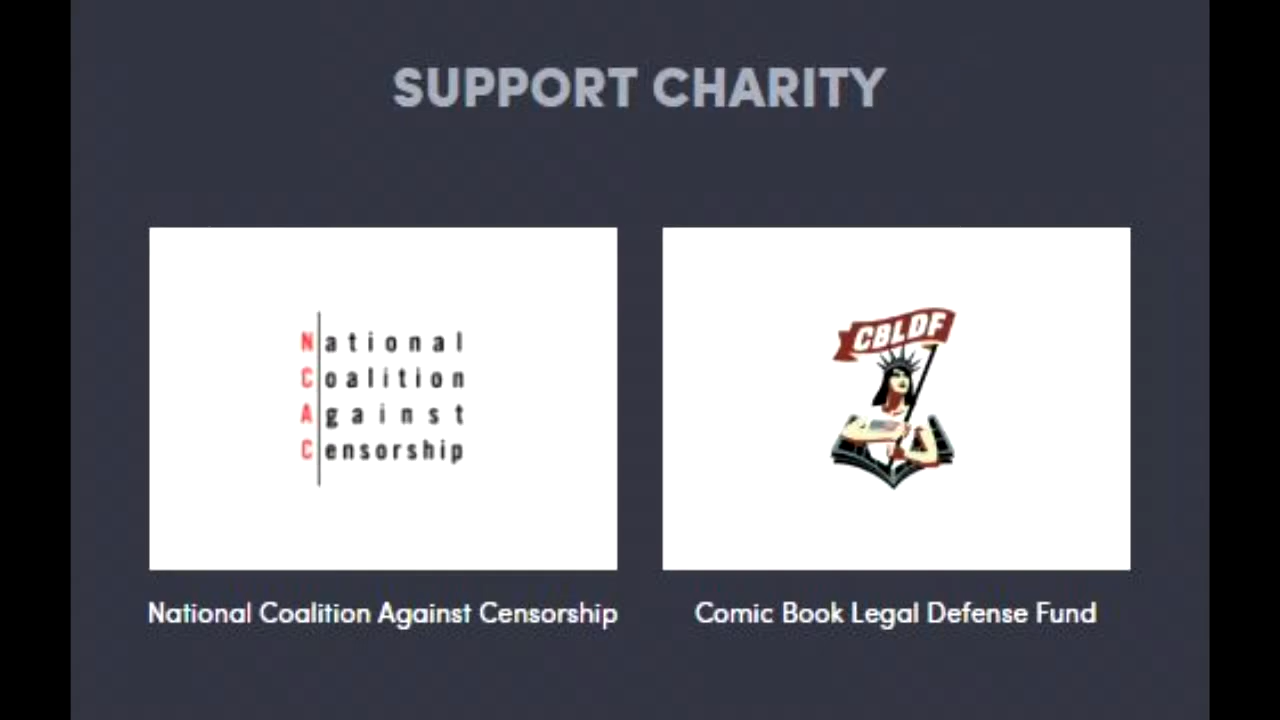 SUPPORT CHARITY
National
Coalition
Against
Censorship
CBLDF
National Coalition Against Censorship
Comic Book Legal Defense Fund